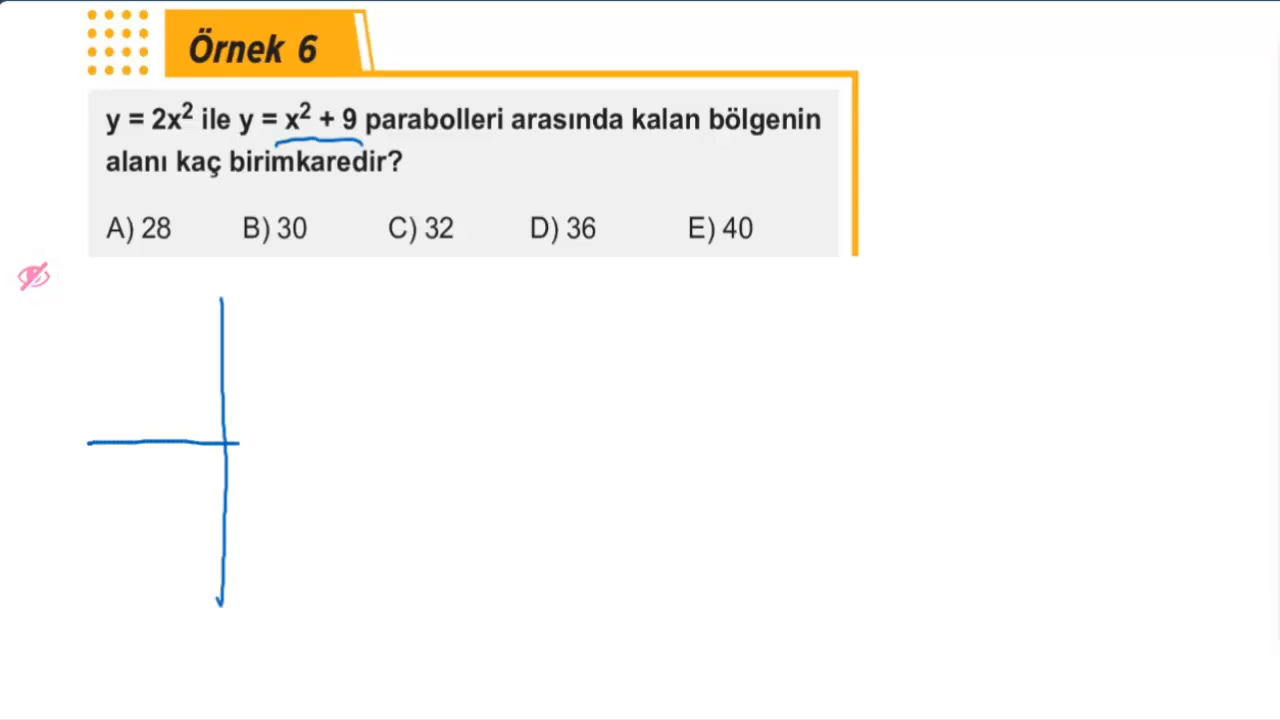 Örnek 6
y = 2x² ile y = x² + 9 parabolleri arasında kalan bölgenin
alanı kaç birimkaredir?
A) 28 B) 30 C) 32 D) 36 E) 40